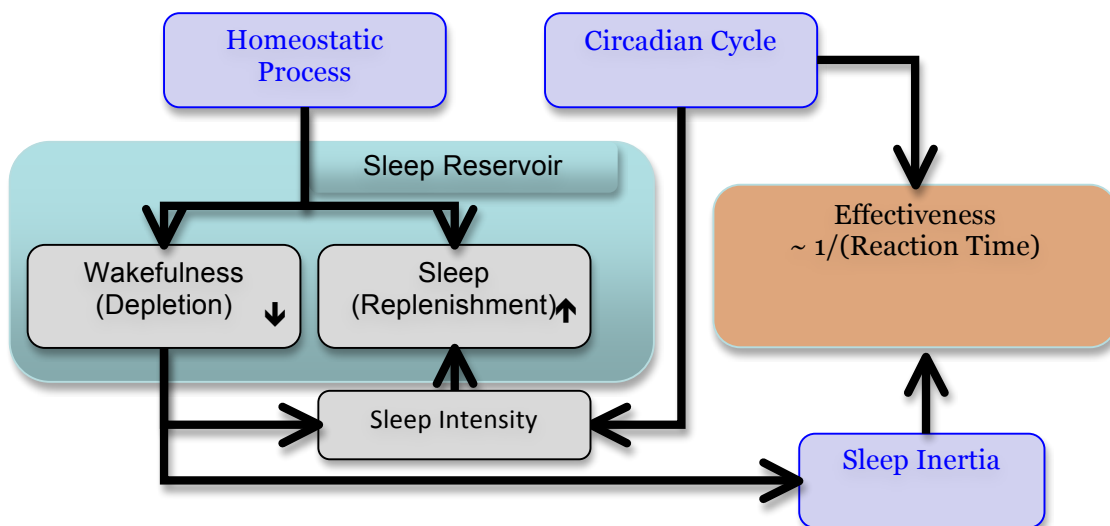 Homeostatic
Process
Circadian Cycle
Sleep Reservoir
Effectiveness
~ 1/(Reaction Time)
Wakefulness
(Depletion)
Sleep
(Replenishment)
Sleep Intensity
Sleep Inertia